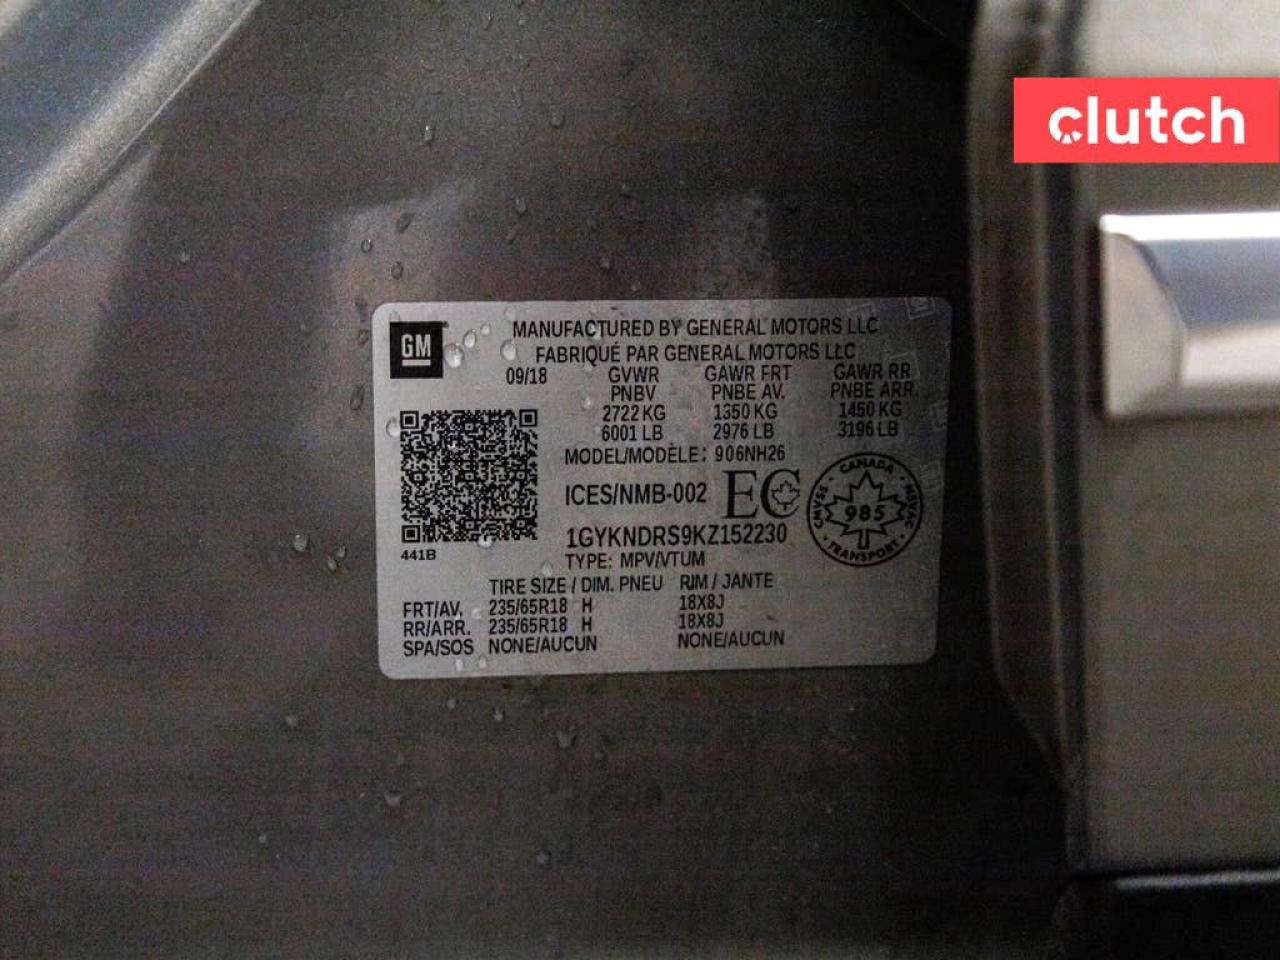 clutch
GM
MANUFACTURED BY GENERAL MOTORS LLC
FABRIQUÉ PAR GENERAL MOTORS LLC
09/18 GVWR GAWR FRT GAWR RR
PNBV PNBE AV. PNBE ARR.
2722 KG 1350 KG 1450 KG
6001 LB 2976 LB 3196 LB
MODEL/MODÈLE: 906NH26
ICES/NMB-002 EC
CANADA
CMVSS 985 NSVAC
TRANSPORT
1GYKNDRS9KZ152230
441B
TYPE: MPV/VTUM
TIRE SIZE / DIM. PNEU RIM / JANTE
FRT/AV. 235/65R18 H 18X8J
RR/ARR. 235/65R18 H 18X8J
SPA/SOS NONE/AUCUN NONE/AUCUN